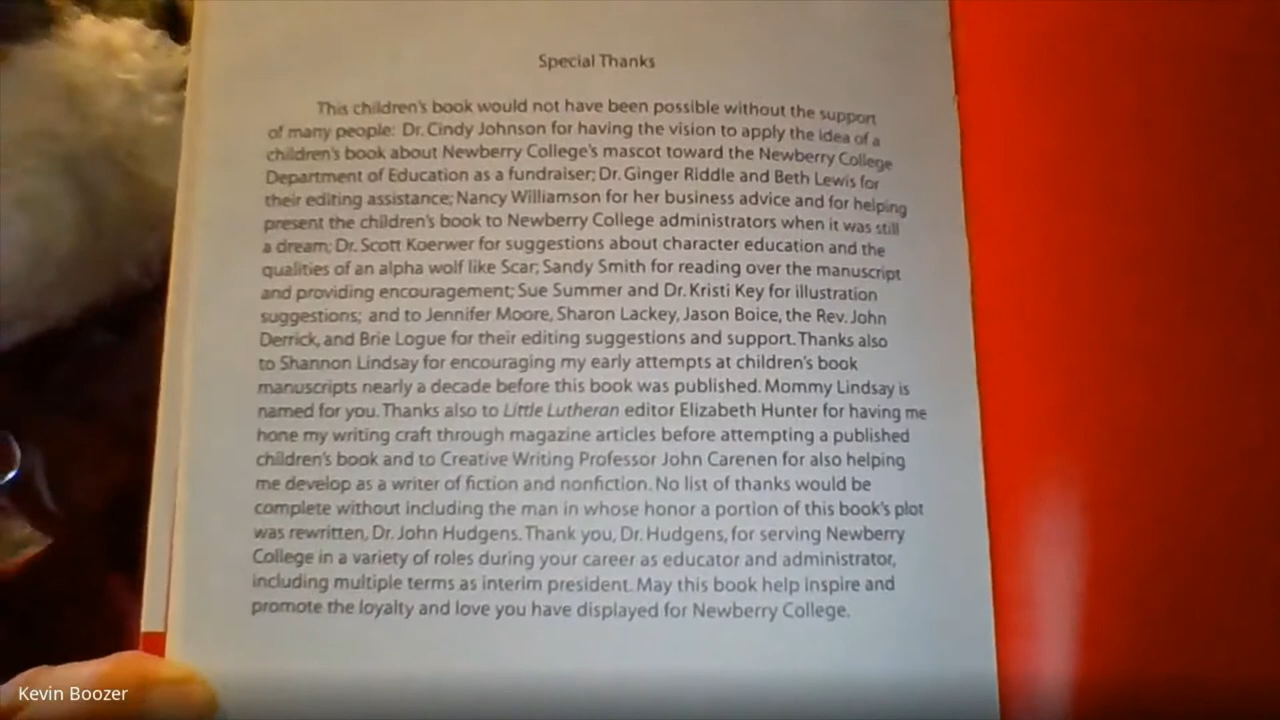 Special Thanks
This children's book would not have been possible without the support
of many people: Dr. Cindy Johnson for having the vision to apply the idea of a
children's book about Newberry College's mascot toward the Newberry College
Department of Education as a fundraiser; Dr. Ginger Riddle and Beth Lewis for
their editing assistance; Nancy Williamson for her business advice and for helping
present the children's book to Newberry College administrators when it was still
a dream; Dr. Scott Koerwer for suggestions about character education and the
qualities of an alpha wolf like Scar; Sandy Smith for reading over the manuscript
and providing encouragement; Sue Summer and Dr. Kristi Key for illustration
suggestions; and to Jennifer Moore, Sharon Lackey, Jason Boice, the Rev. John
Derrick, and Brie Logue for their editing suggestions and support. Thanks also
to Shannon Lindsay for encouraging my early attempts at children's book
manuscripts nearly a decade before this book was published. Mommy Lindsay is
named for you. Thanks also to Little Lutheran editor Elizabeth Hunter for having me
hone my writing craft through magazine articles before attempting a published
children's book and to Creative Writing Professor John Carenen for also helping
me develop as a writer of fiction and nonfiction. No list of thanks would be
complete without including the man in whose honor a portion of this book's plot
was rewritten, Dr. John Hudgens. Thank you, Dr. Hudgens, for serving Newberry
College in a variety of roles during your career as educator and administrator,
including multiple terms as interim president. May this book help inspire and
promote the loyalty and love you have displayed for Newberry College.
Kevin Boozer